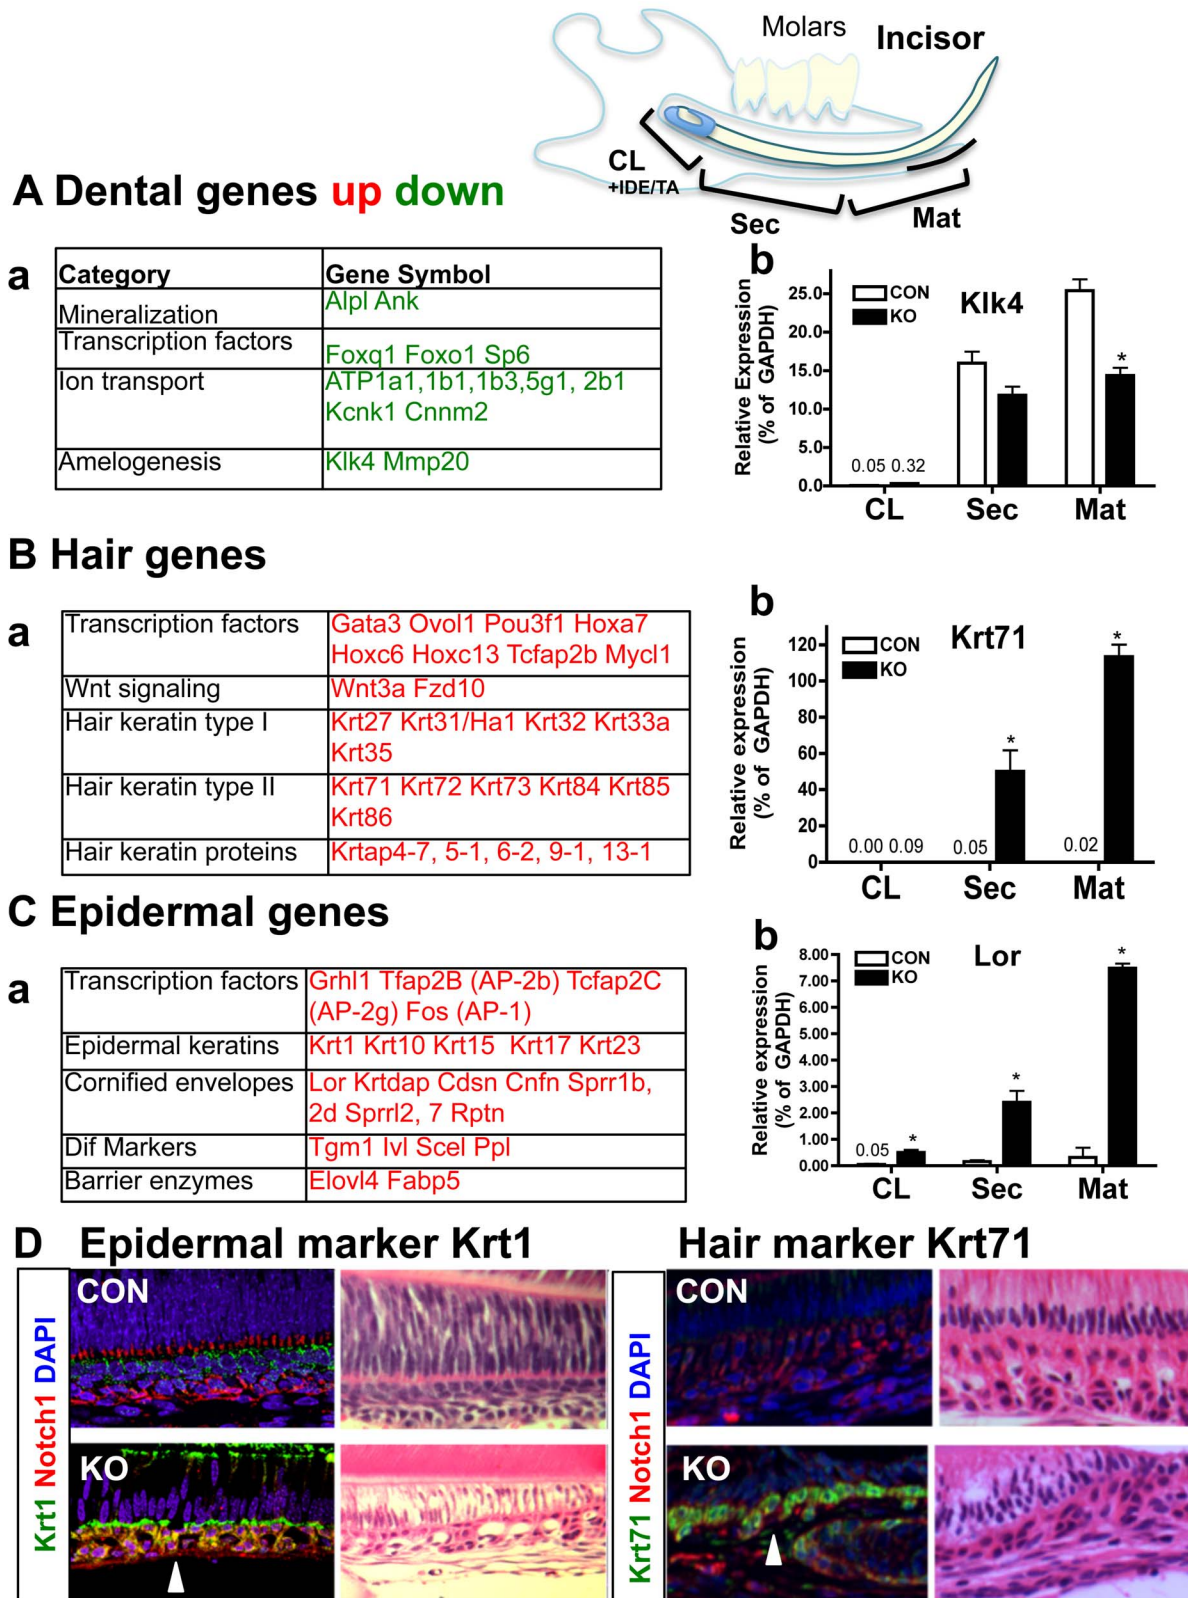 Molars
Incisor
CL
+IDE/TA
Sec
Mat
A Dental genes up down
a
Category Gene Symbol
Mineralization Alpl Ank
Transcription factors Foxq1 Foxo1 Sp6
Ion transport ATP1a1,1b1,1b3,5g1, 2b1
Kcnk1 Cnnm2
Amelogenesis Klk4 Mmp20
b
Klk4
CON
KO
Relative Expression
(% of GAPDH)
25.0
20.0
15.0
10.0
5.0
0.0
0.05 0.32
*
CL Sec Mat
B Hair genes
a
Transcription factors Gata3 Ovol1 Pou3f1 Hoxa7
Hoxc6 Hoxc13 Tcfap2b Mycl1
Wnt signaling Wnt3a Fzd10
Hair keratin type I Krt27 Krt31/Ha1 Krt32 Krt33a
Krt35
Hair keratin type II Krt71 Krt72 Krt73 Krt84 Krt85
Krt86
Hair keratin proteins Krtap4-7, 5-1, 6-2, 9-1, 13-1
b
Krt71
CON
KO
Relative expression
(% of GAPDH)
120
100
80
60
40
20
0
0.00 0.09 0.05 0.02
* *
CL Sec Mat
C Epidermal genes
a
Transcription factors Grhl1 Tfap2B (AP-2b) Tcfap2C
(AP-2g) Fos (AP-1)
Epidermal keratins Krt1 Krt10 Krt15 Krt17 Krt23
Cornified envelopes Lor Krtdap Cdsn Cnfn Sprr1b,
2d Sprrl2, 7 Rptn
Dif Markers Tgm1 Ivl Scel Ppl
Barrier enzymes Elovl4 Fabp5
b
Lor
CON
KO
Relative expression
(% of GAPDH)
8.00
7.00
6.00
5.00
4.00
3.00
2.00
1.00
0.00
0.05
* * *
CL Sec Mat
D Epidermal marker Krt1
Hair marker Krt71
Krt1 Notch1 DAPI
CON
KO
Krt71 Notch1 DAPI
CON
KO